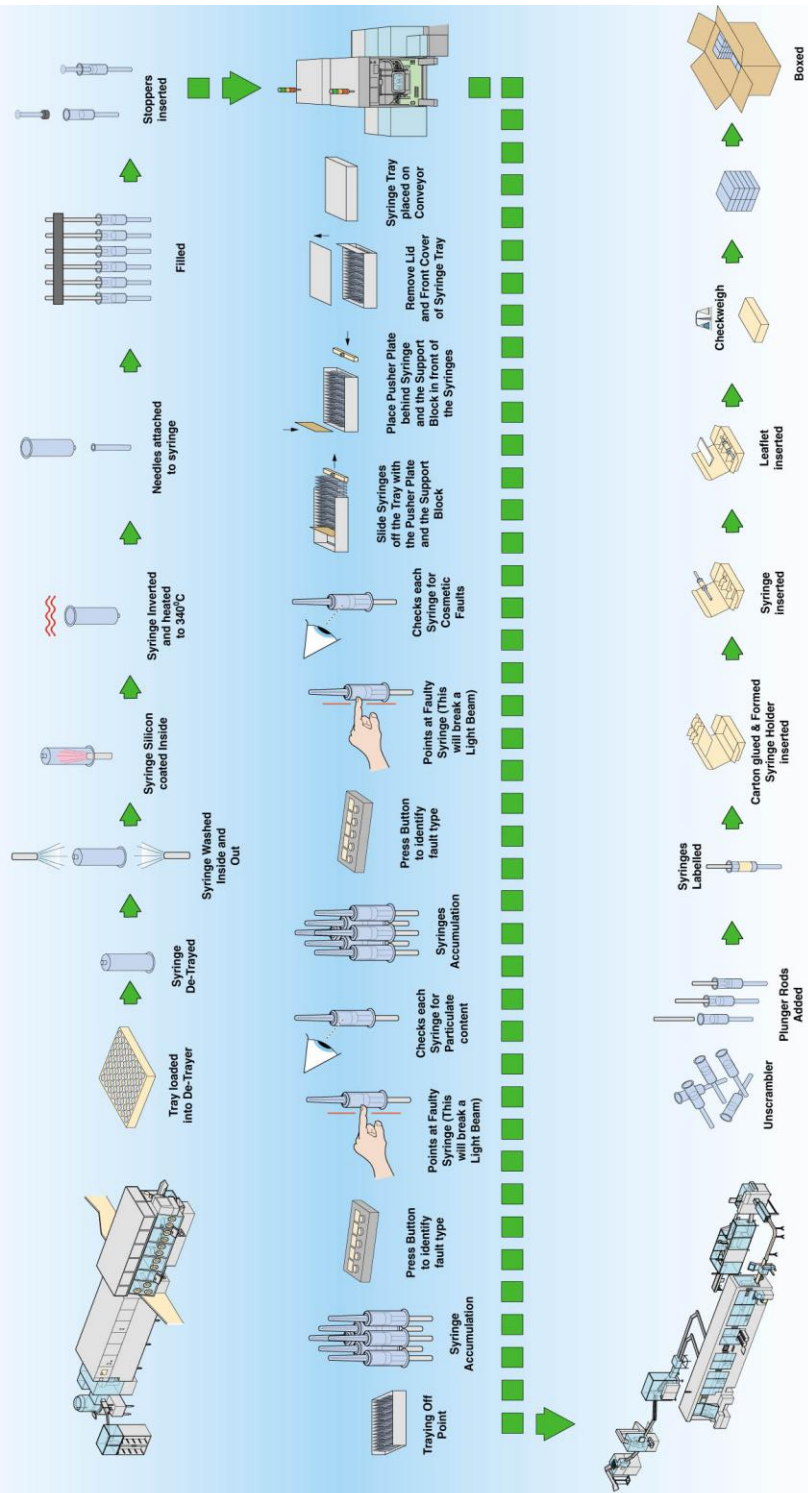 Tray loaded
into De-Trayer
Syringe
De-Trayed
Syringe Washed
Inside and
Out
Syringe Silicon
coated Inside
Syringe Inverted
and heated
to 340⁰C
Needles attached
to syringe
Filled
Stoppers
inserted
Syringe Tray
placed on
Conveyor
Remove Lid
and Front Cover
of Syringe Tray
Place Pusher Plate
behind Syringe
and the Support
Block in front of
the Syringes
Slide Syringes
off the Tray with
the Pusher Plate
and the Support
Block
Checks each
Syringe for
Cosmetic
Faults
Points at Faulty
Syringe (This
will break a
Light Beam)
Press Button
to identify
fault type
Syringes
Accumulation
Checks each
Syringe for
Particulate
content
Points at Faulty
Syringe (This
will break a
Light Beam)
Press Button
to identify
fault type
Syringe
Accumulation
Traying Off
Point
Unscrambler
Plunger Rods
Added
Syringes
Labelled
Carton glued & Formed
Syringe Holder
inserted
Syringe
inserted
Leaflet
inserted
Checkweigh
Boxed